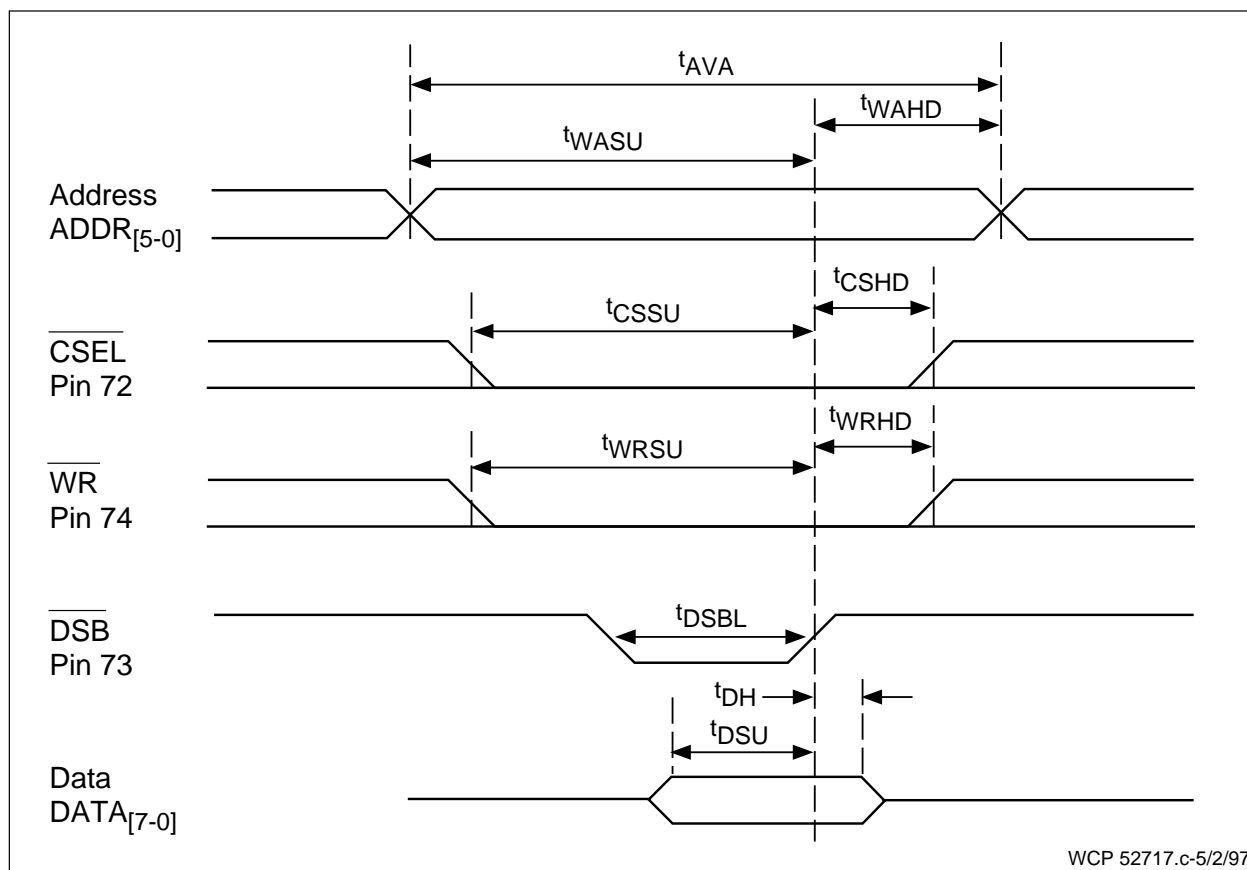 tAVA
tWAHD
tWASU
Address
ADDR[5-0]
tCSHD
tCSSU
CSEL
Pin 72
tWRHD
tWRSU
WR
Pin 74
tDSBL
DSB
Pin 73
tDH
tDSU
Data
DATA[7-0]
WCP 52717.c-5/2/97